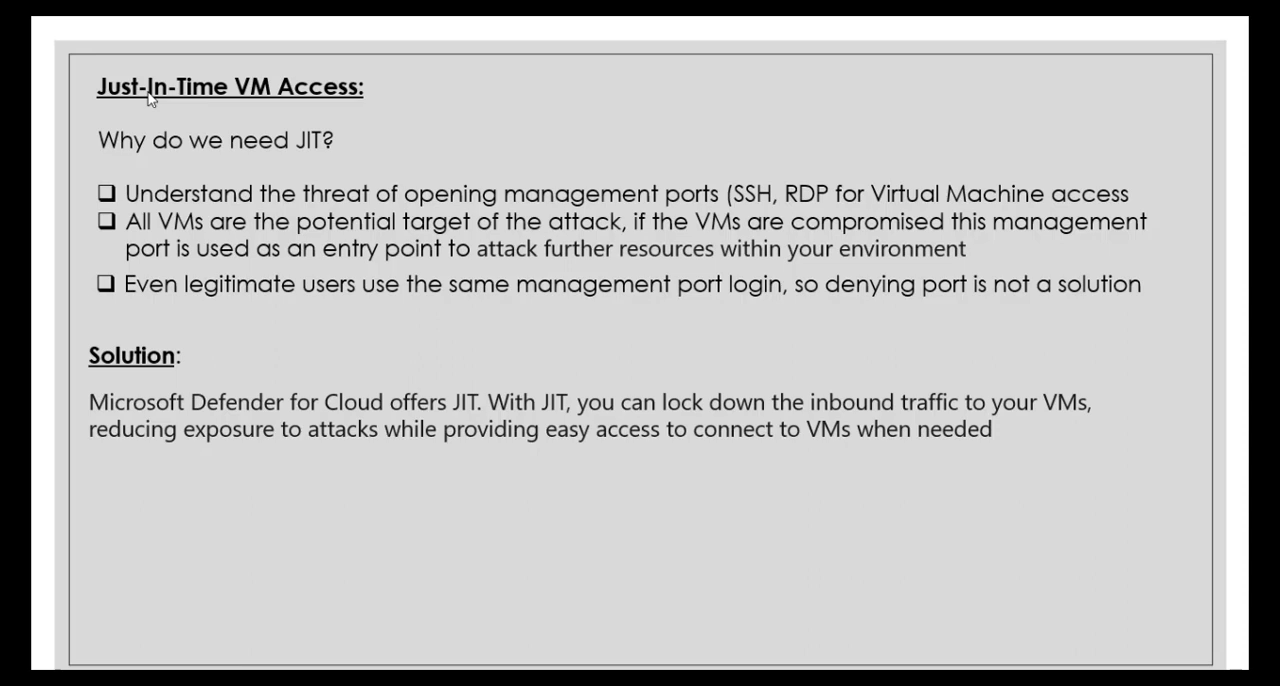 Just-In-Time VM Access:
Why do we need JIT?
❑ Understand the threat of opening management ports (SSH, RDP for Virtual Machine access
❑ All VMs are the potential target of the attack, if the VMs are compromised this management
port is used as an entry point to attack further resources within your environment
❑ Even legitimate users use the same management port login, so denying port is not a solution
Solution:
Microsoft Defender for Cloud offers JIT. With JIT, you can lock down the inbound traffic to your VMs,
reducing exposure to attacks while providing easy access to connect to VMs when needed